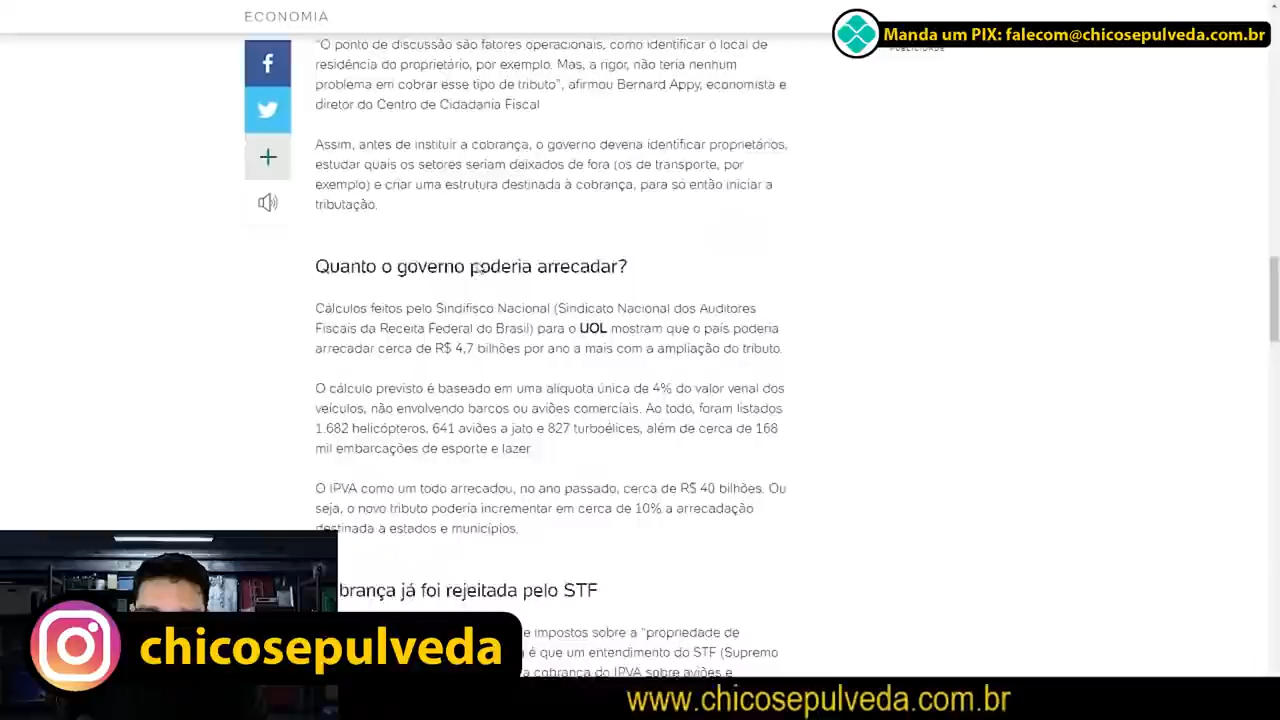 ECONOMIA
Manda um PIX: falecom@chicosepulveda.com.br
PUBLICIDADE
"O ponto de discussão são fatores operacionais, como identificar o local de
residência do proprietário, por exemplo. Mas, a rigor, não teria nenhum
problema em cobrar esse tipo de tributo", afirmou Bernard Appy, economista e
diretor do Centro de Cidadania Fiscal
Assim, antes de instituir a cobrança, o governo deveria identificar proprietários,
estudar quais os setores seriam deixados de fora (os de transporte, por
exemplo) e criar uma estrutura destinada à cobrança, para só então iniciar a
tributação.
Quanto o governo poderia arrecadar?
Cálculos feitos pelo Sindifisco Nacional (Sindicato Nacional dos Auditores
Fiscais da Receita Federal do Brasil) para o UOL mostram que o país poderia
arrecadar cerca de R$ 4,7 bilhões por ano a mais com a ampliação do tributo.
O cálculo previsto é baseado em uma alíquota única de 4% do valor venal dos
veículos, não envolvendo barcos ou aviões comerciais. Ao todo, foram listados
1.682 helicópteros, 641 aviões a jato e 827 turboélices, além de cerca de 168
mil embarcações de esporte e lazer
O IPVA como um todo arrecadou, no ano passado, cerca de R$ 40 bilhões. Ou
seja, o novo tributo poderia incrementar em cerca de 10% a arrecadação
destinada a estados e municípios.
brança já foi rejeitada pelo STF
e impostos sobre a "propriedade de
a é que um entendimento do STF (Supremo
a cobrança do IPVA sobre aviões e
chicosepulveda
www.chicosepulveda.com.br